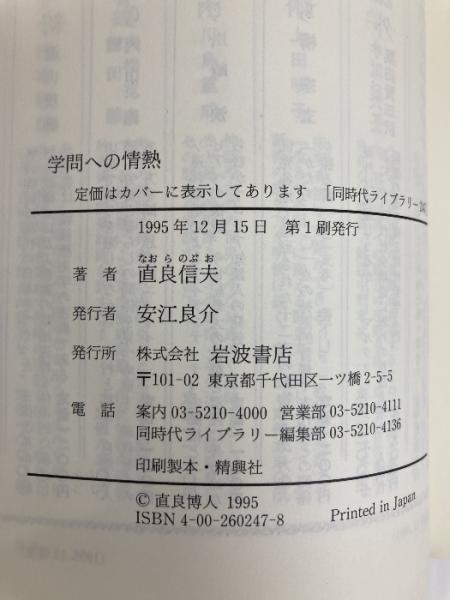 学問への情熱
定価はカバーに表示してあります [同時代ライブラリー
1995年12月15日 第1刷発行
なおらのぶお
著者 直良信夫
発行者 安江良介
発行所 株式会社 岩波書店
〒101-02 東京都千代田区一ツ橋2-5-5
電話 案内03-5210-4000 営業部03-5210-4111
同時代ライブラリー編集部03-5210-4136
印刷製本・精興社
© 直良博人 1995
ISBN 4-00-260247-8 Printed in Japan